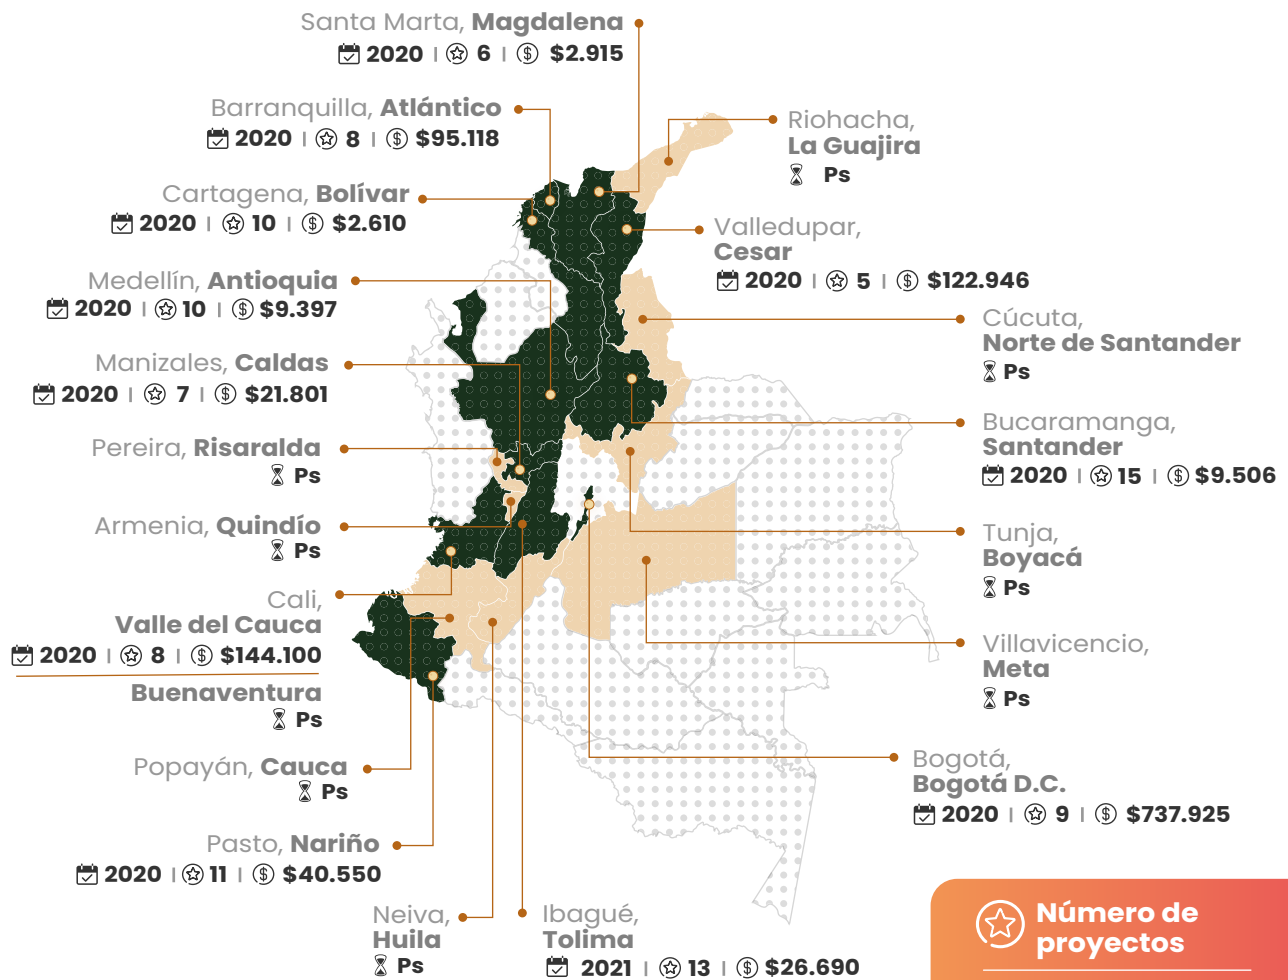 Santa Marta, Magdalena
2020 | 6 | $ $2.915
Barranquilla, Atlántico
2020 | 8 | $ $95.118
Cartagena, Bolívar
2020 | 10 | $ $2.610
Medellín, Antioquia
2020 | 10 | $ $9.397
Manizales, Caldas
2020 | 7 | $ $21.801
Pereira, Risaralda
Ps
Armenia, Quindío
Ps
Cali,
Valle del Cauca
2020 | 8 | $ $144.100
Buenaventura
Ps
Popayán, Cauca
Ps
Pasto, Nariño
2020 | 11 | $ $40.550
Neiva,
Huila
Ps
Ibagué,
Tolima
2021 | 13 | $ $26.690
Riohacha,
La Guajira
Ps
Valledupar,
Cesar
2020 | 5 | $ $122.946
Cúcuta,
Norte de Santander
Ps
Bucaramanga,
Santander
2020 | 15 | $ $9.506
Tunja,
Boyacá
Ps
Villavicencio,
Meta
Ps
Bogotá,
Bogotá D.C.
2020 | 9 | $ $737.925
Número de
proyectos